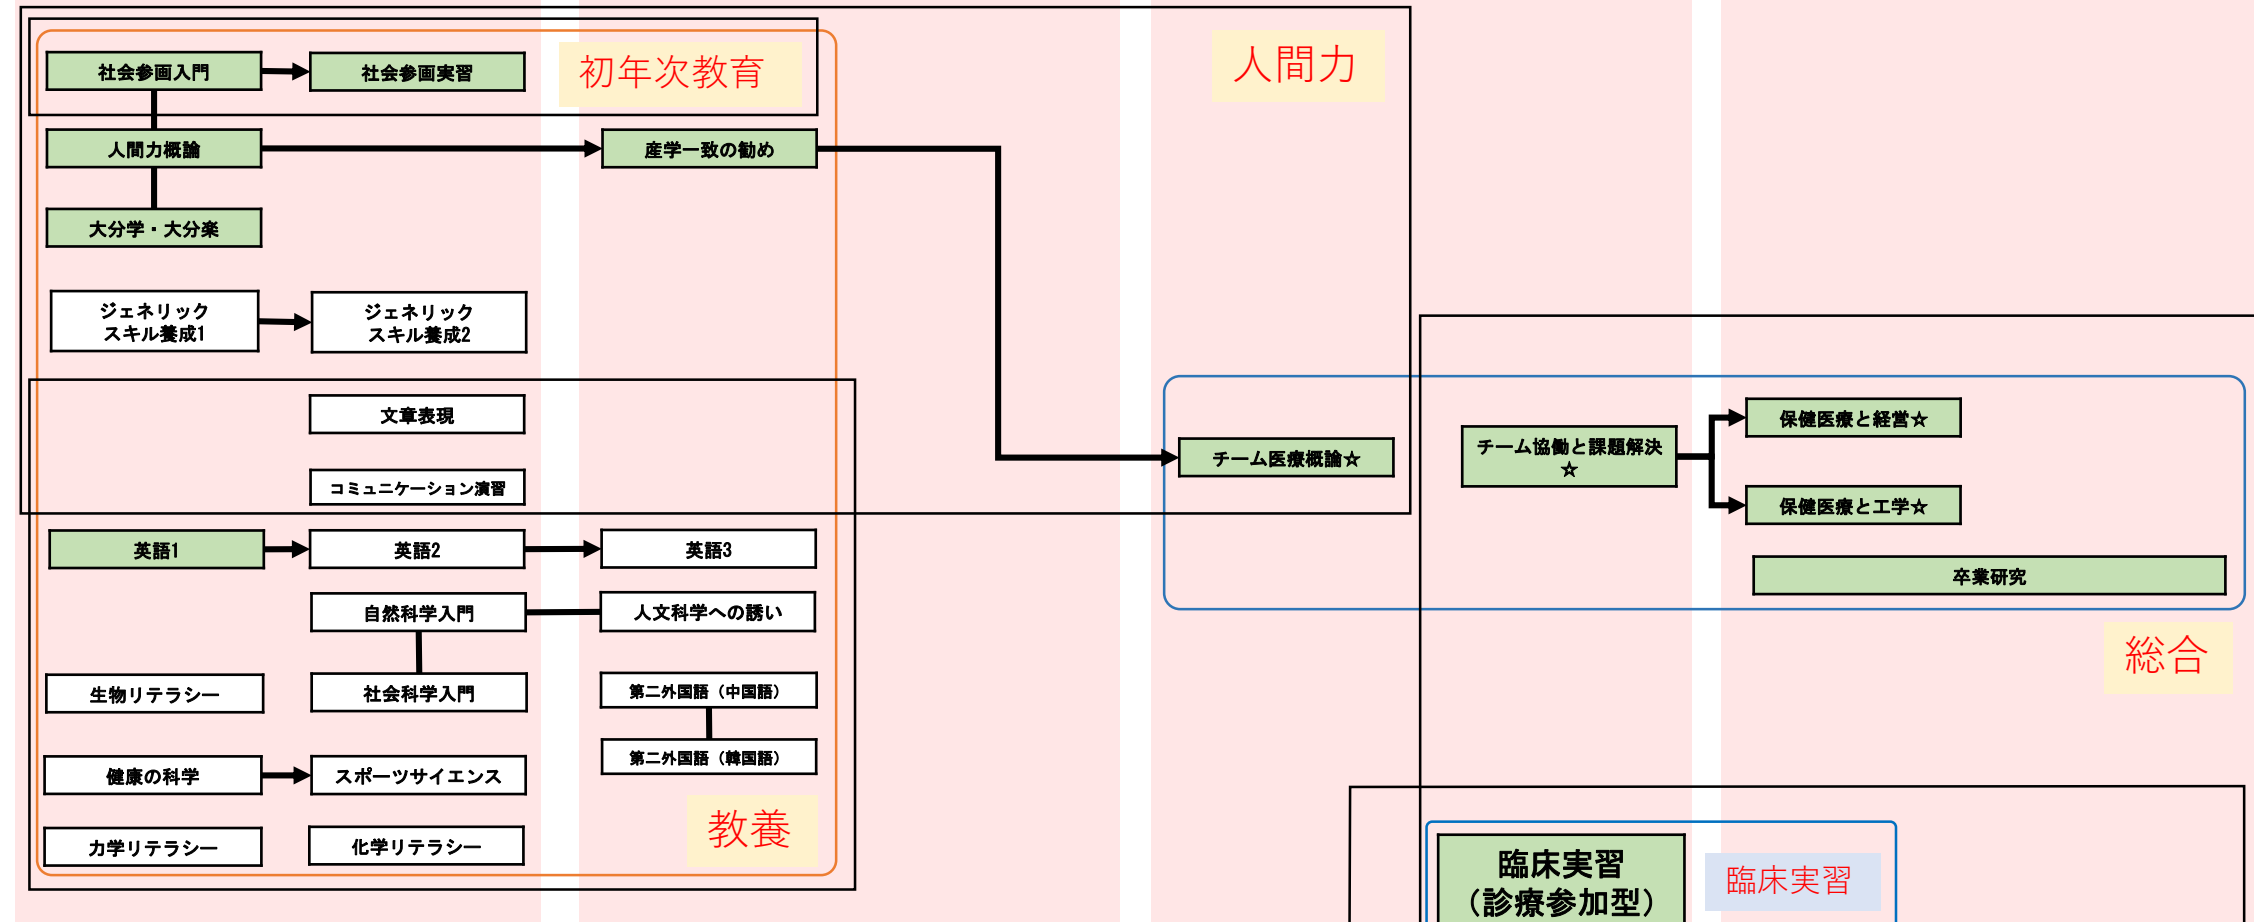 社会参画入門
社会参画実習
初年次教育
人間力
人間力概論
産学一致の勧め
大分学・大分楽
ジェネリック
スキル養成1
ジェネリック
スキル養成2
文章表現
コミュニケーション演習
チーム医療概論☆
チーム協働と課題解決
☆
保健医療と経営☆
保健医療と工学☆
卒業研究
英語1
英語2
英語3
自然科学入門
人文科学への誘い
総合
生物リテラシー
社会科学入門
第二外国語（中国語）
第二外国語（韓国語）
健康の科学
スポーツサイエンス
教養
力学リテラシー
化学リテラシー
臨床実習
（診療参加型）
臨床実習